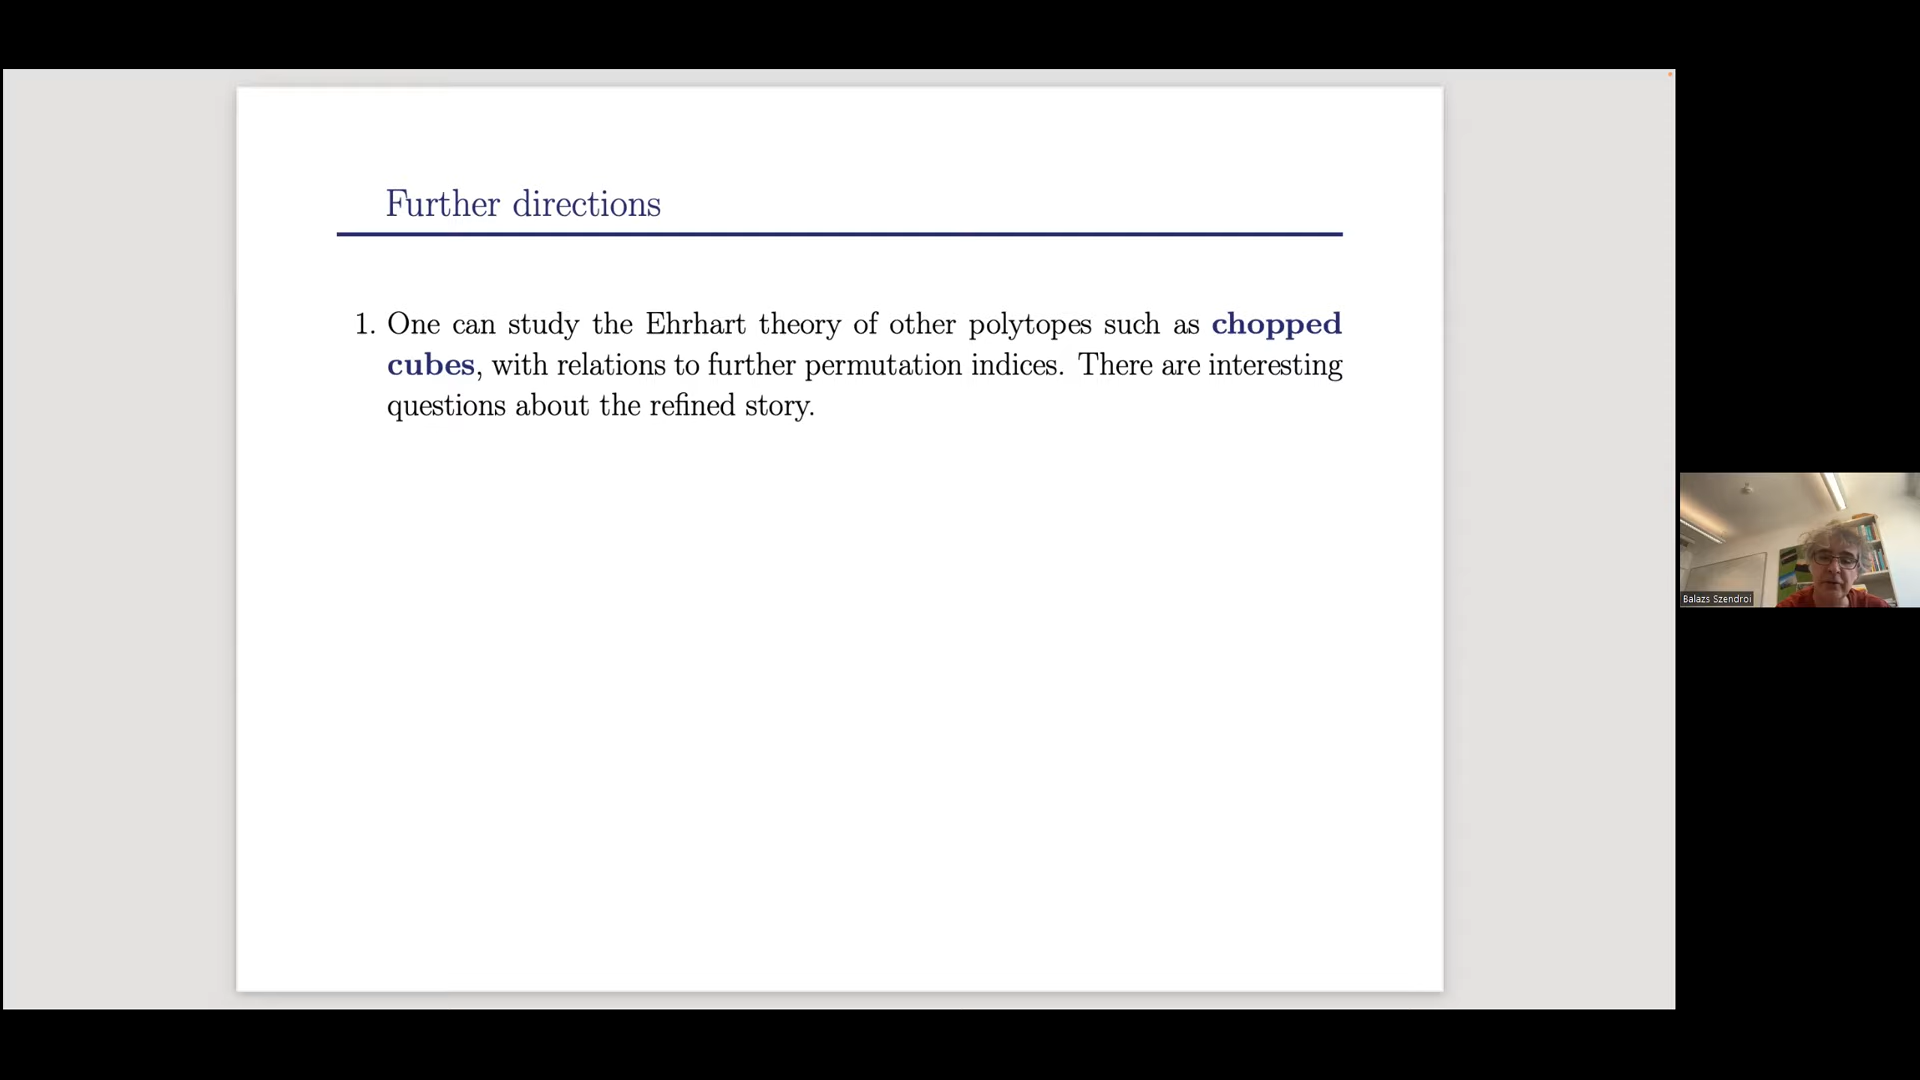 Further directions
1. One can study the Ehrhart theory of other polytopes such as chopped
cubes, with relations to further permutation indices. There are interesting
questions about the refined story.
Balazs Szendroi